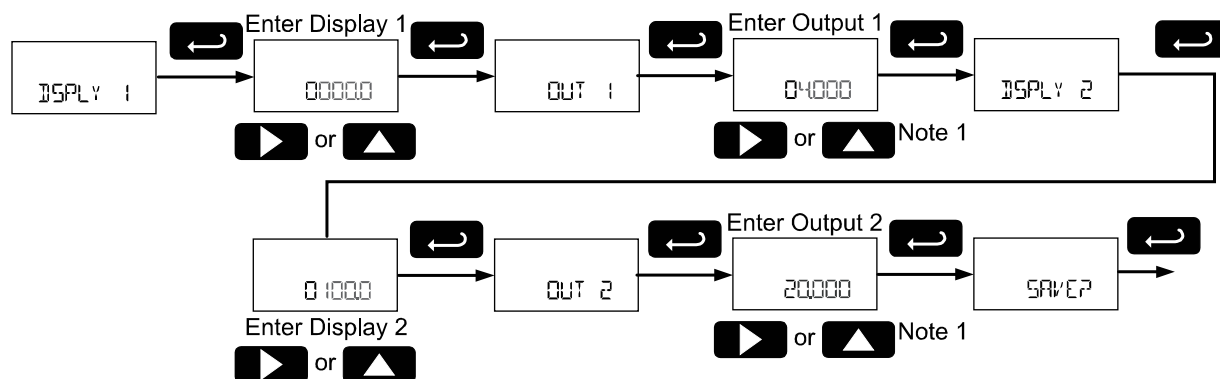 Enter Display 1
Enter Output 1
DSPLY 1
0000.0
OUT 1
04.000
DSPLY 2
or
or
Note 1
Enter Output 2
0100.0
OUT 2
20.000
SAVE?
Enter Display 2
or
Note 1
or